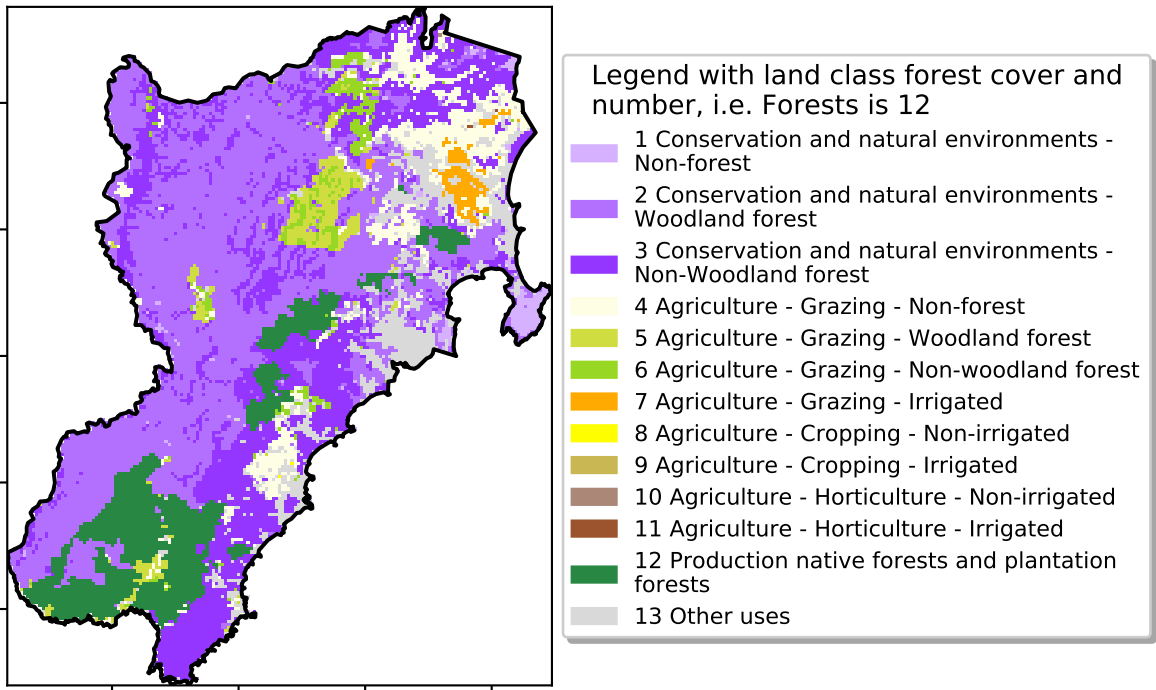 Legend with land class forest cover and
number, i.e. Forests is 12
1 Conservation and natural environments -
Non-forest
2 Conservation and natural environments -
Woodland forest
3 Conservation and natural environments -
Non-Woodland forest
4 Agriculture - Grazing - Non-forest
5 Agriculture - Grazing - Woodland forest
6 Agriculture - Grazing - Non-woodland forest
7 Agriculture - Grazing - Irrigated
8 Agriculture - Cropping - Non-irrigated
9 Agriculture - Cropping - Irrigated
10 Agriculture - Horticulture - Non-irrigated
11 Agriculture - Horticulture - Irrigated
12 Production native forests and plantation
forests
13 Other uses